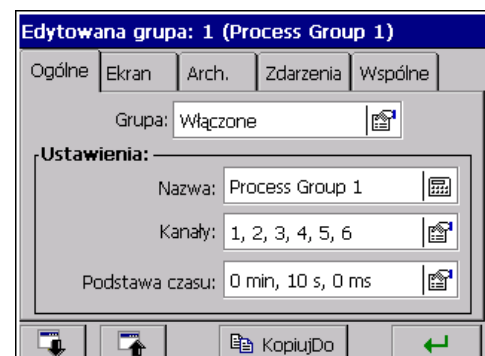 Edytowana grupa: 1 (Process Group 1)
Ogólne Ekran Arch. Zdarzenia Wspólne
Grupa: Włączone
Ustawienia:
Nazwa: Process Group 1
Kanały: 1, 2, 3, 4, 5, 6
Podstawa czasu: 0 min, 10 s, 0 ms
KopiujDo